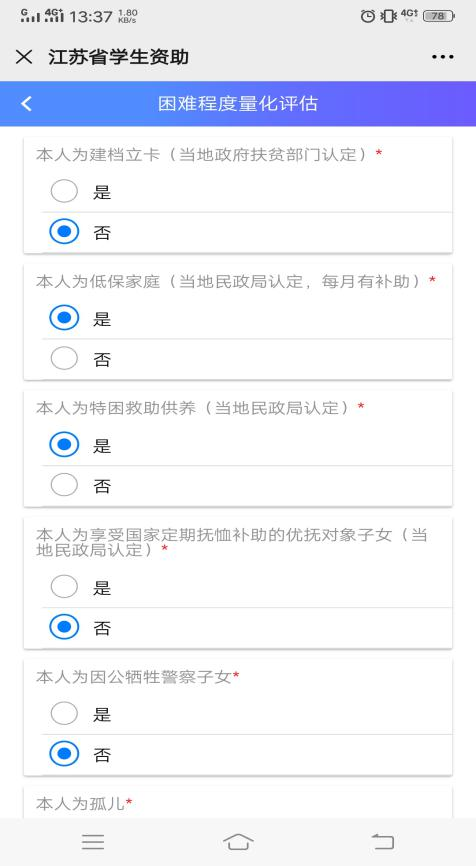 G 4G 13:37 1.80 KB/s 4G 78
江苏省学生资助
困难程度量化评估
本人为建档立卡（当地政府扶贫部门认定）*
是
否
本人为低保家庭（当地民政局认定，每月有补助）*
是
否
本人为特困救助供养（当地民政局认定）*
是
否
本人为享受国家定期抚恤补助的优抚对象子女（当
地民政局认定）*
是
否
本人为因公牺牲警察子女*
是
否
本人为孤儿*